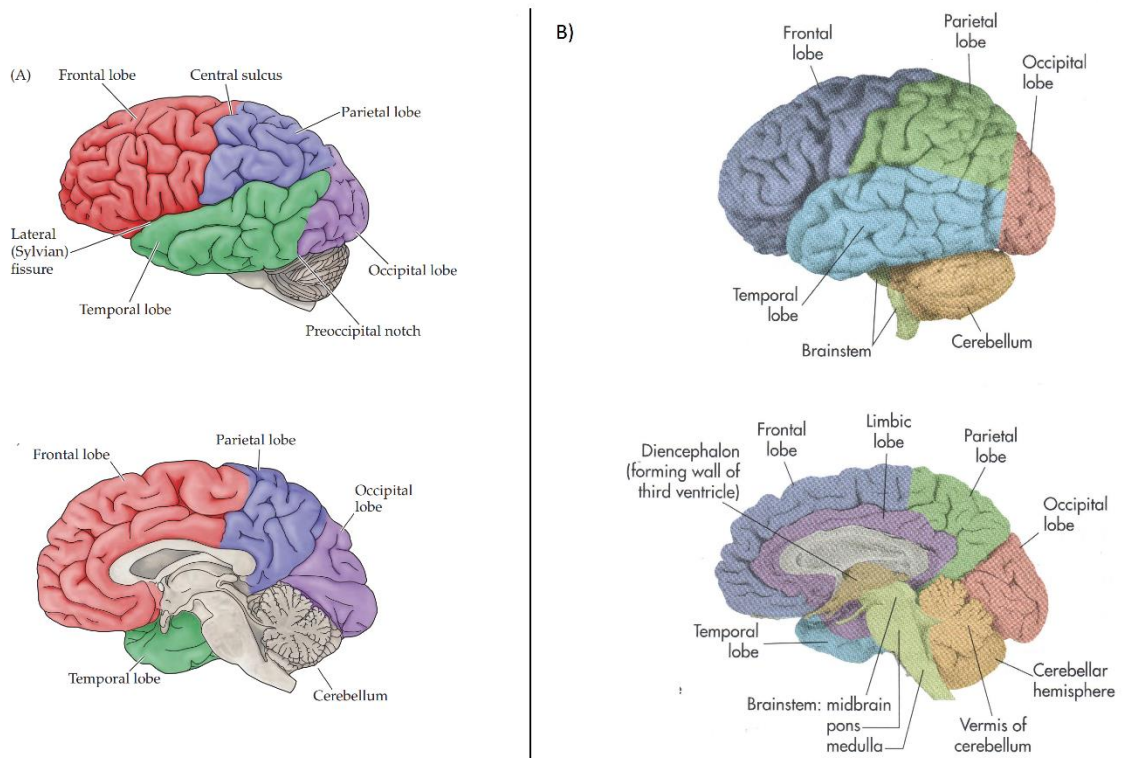 (A)
Frontal lobe
Central sulcus
Parietal lobe
Lateral
(Sylvian)
fissure
Occipital lobe
Temporal lobe
Preoccipital notch
Parietal lobe
Frontal lobe
Occipital
lobe
Temporal lobe
Cerebellum
B)
Frontal
lobe
Parietal
lobe
Occipital
lobe
Temporal
lobe
Brainstem
Cerebellum
Diencephalon
(forming wall of
third ventricle)
Frontal
lobe
Limbic
lobe
Parietal
lobe
Occipital
lobe
Temporal
lobe
Cerebellar
hemisphere
Brainstem: midbrain
pons
medulla
Vermis of
cerebellum